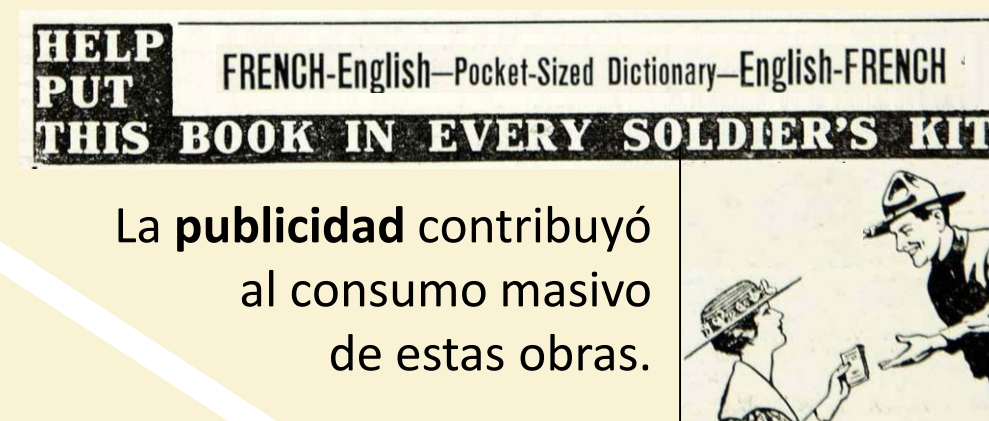 HELP
PUT
THIS BOOK IN EVERY SOLDIER'S KIT
FRENCH-English—Pocket-Sized Dictionary—English-FRENCH
La publicidad contribuyó
al consumo masivo
de estas obras.